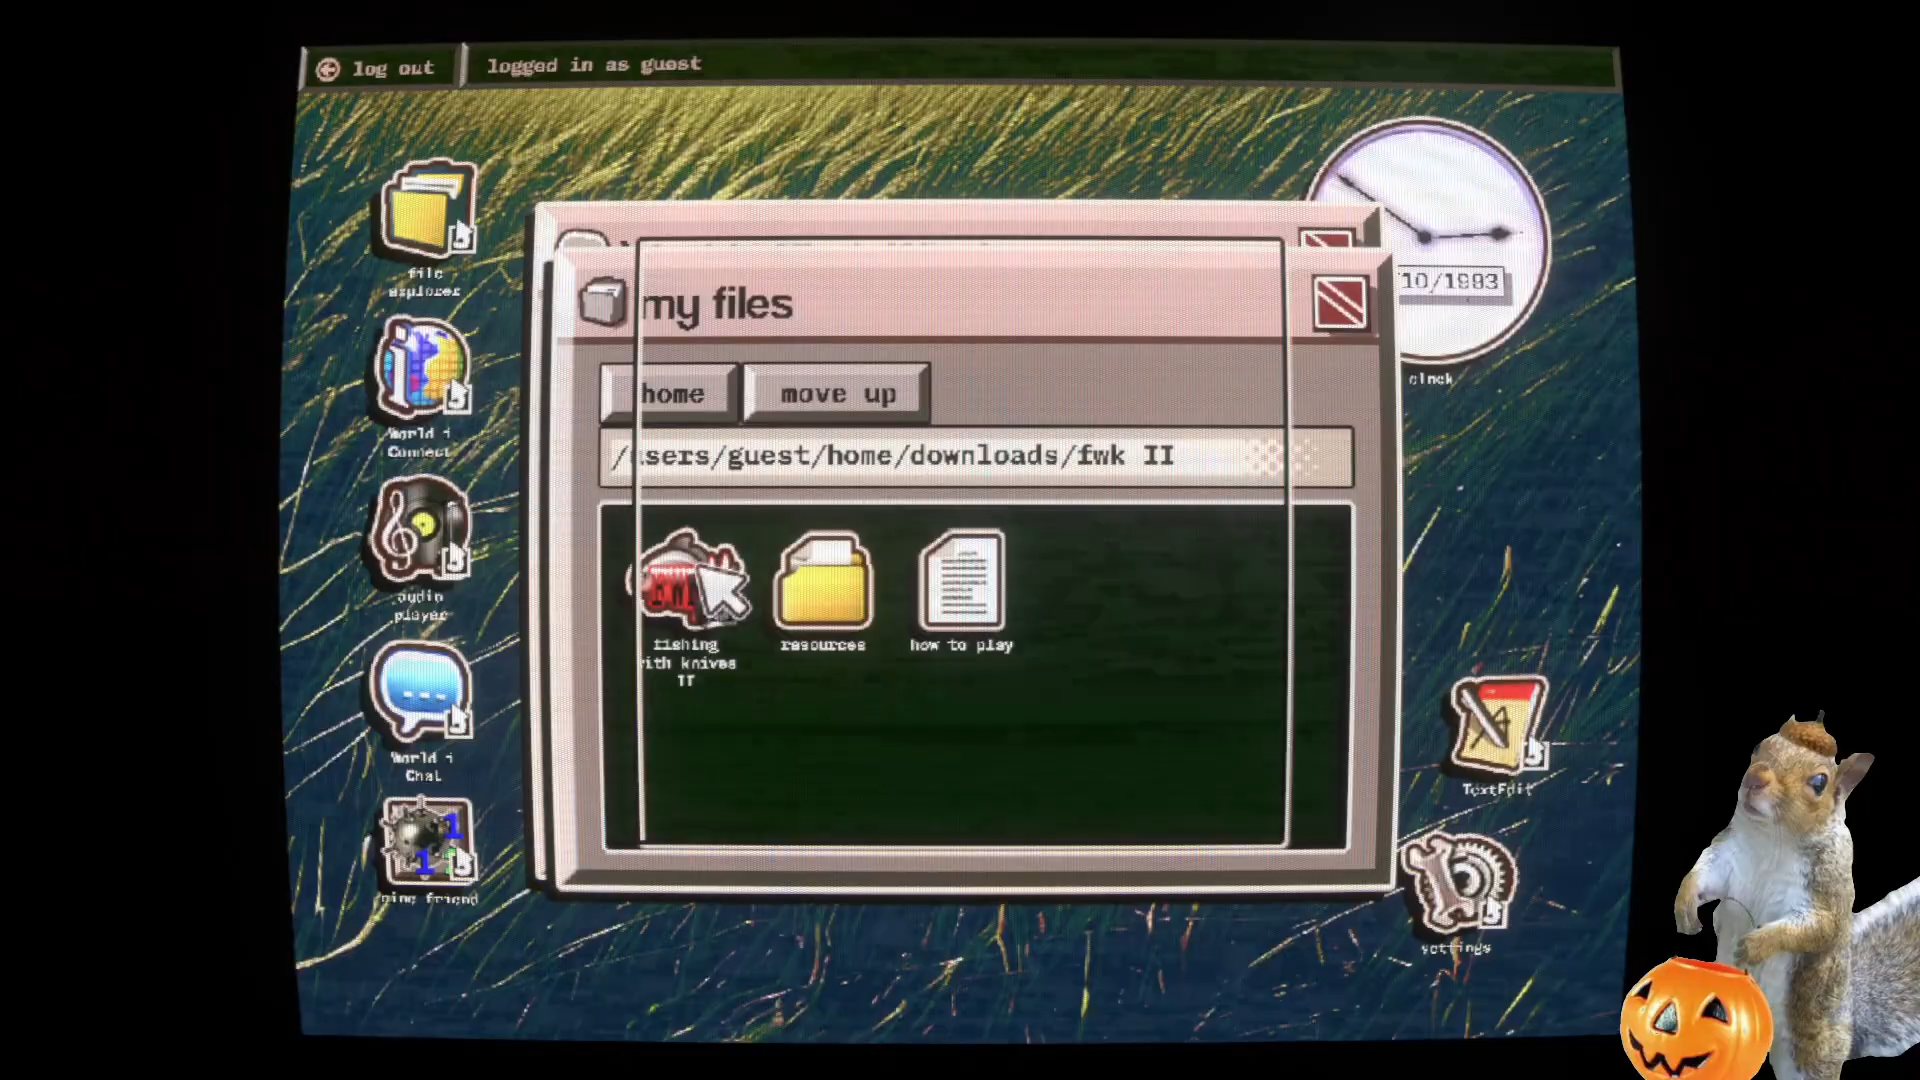 log out
logged in as guest
file
explorer
World i
Connect
audio
player
World i
Chat
mine friend
my files
home
move up
/users/guest/home/downloads/fwk II
fishing
with knives
II
resources
how to play
10/1993
clock
TextEdit
settings